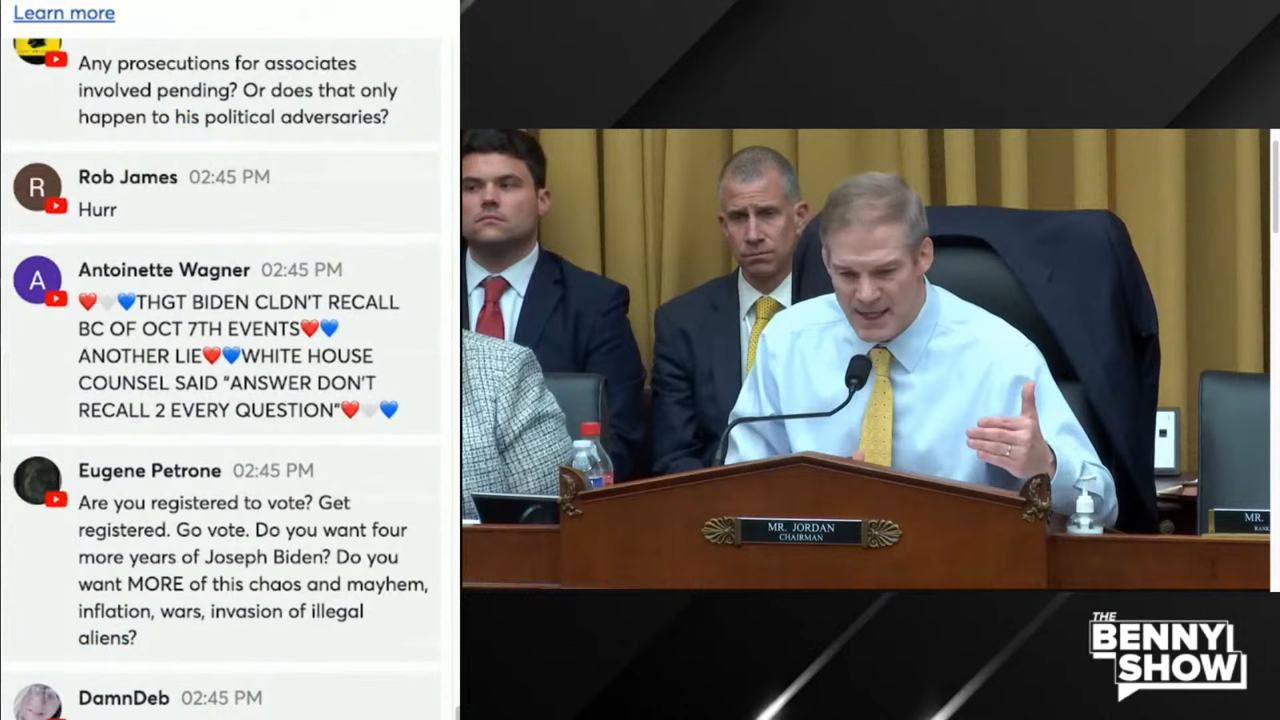 Learn more
Any prosecutions for associates
involved pending? Or does that only
happen to his political adversaries?
R
Rob James 02:45 PM
Hurr
A
Antoinette Wagner 02:45 PM
❤️🤍💙THGT BIDEN CLDN'T RECALL
BC OF OCT 7TH EVENTS❤️💙
ANOTHER LIE❤️💙WHITE HOUSE
COUNSEL SAID "ANSWER DON'T
RECALL 2 EVERY QUESTION"❤️🤍💙
Eugene Petrone 02:45 PM
Are you registered to vote? Get
registered. Go vote. Do you want four
more years of Joseph Biden? Do you
want MORE of this chaos and mayhem,
inflation, wars, invasion of illegal
aliens?
DamnDeb 02:45 PM
MR. JORDAN
CHAIRMAN
MR.
THE
BENNY
SHOW